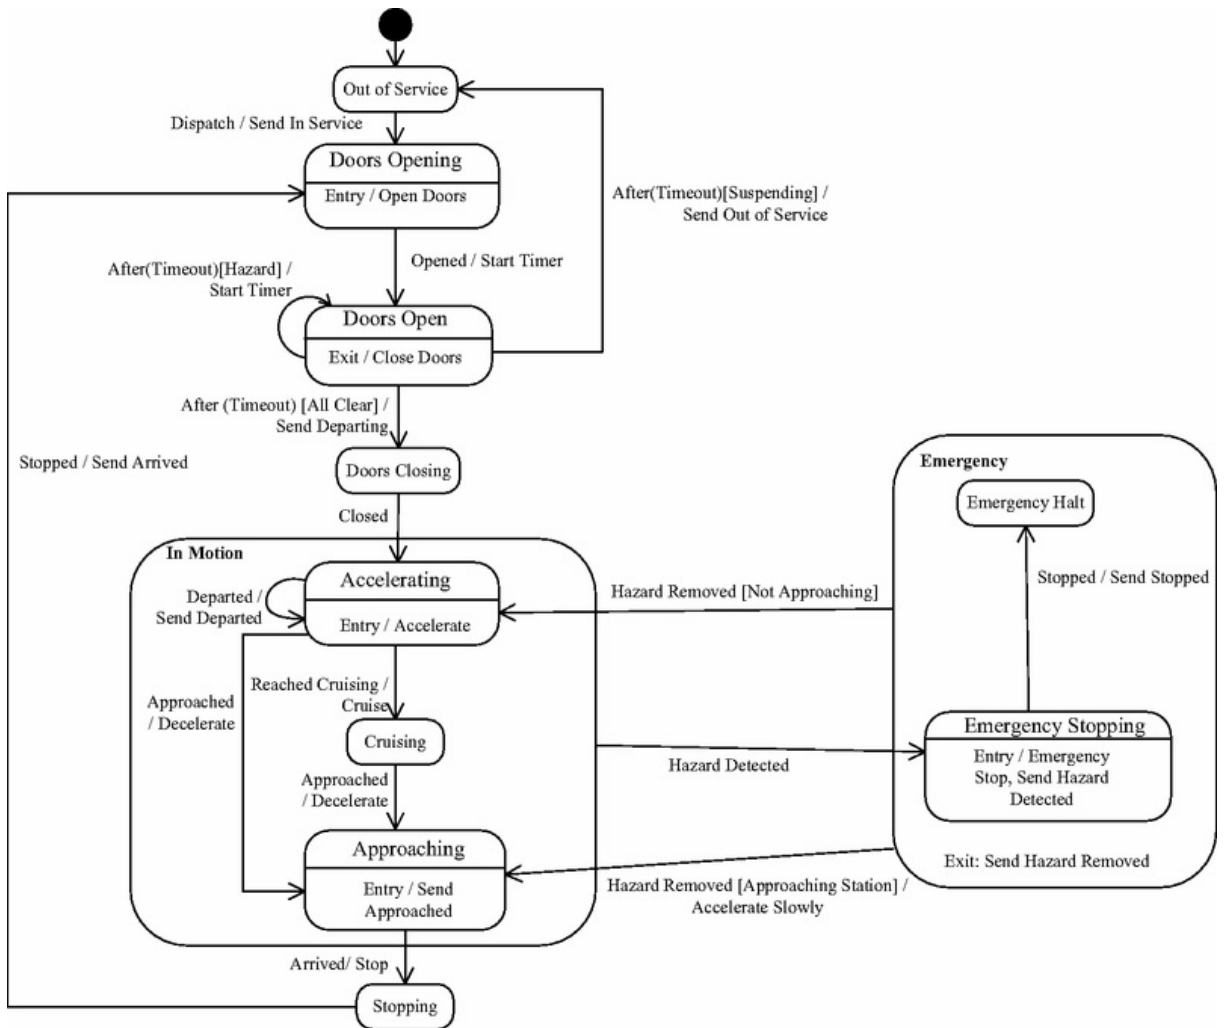 Out of Service
Dispatch / Send In Service
Doors Opening
Entry / Open Doors
After(Timeout)[Suspending] /
Send Out of Service
Opened / Start Timer
After(Timeout)[Hazard] /
Start Timer
Doors Open
Exit / Close Doors
After (Timeout) [All Clear] /
Send Departing
Stopped / Send Arrived
Doors Closing
Closed
In Motion
Accelerating
Entry / Accelerate
Departed /
Send Departed
Reached Cruising /
Cruise
Approached
/ Decelerate
Cruising
Approached
/ Decelerate
Approaching
Entry / Send
Approached
Arrived/ Stop
Stopping
Hazard Removed [Not Approaching]
Hazard Detected
Hazard Removed [Approaching Station] /
Accelerate Slowly
Emergency
Emergency Halt
Stopped / Send Stopped
Emergency Stopping
Entry / Emergency
Stop, Send Hazard
Detected
Exit: Send Hazard Removed